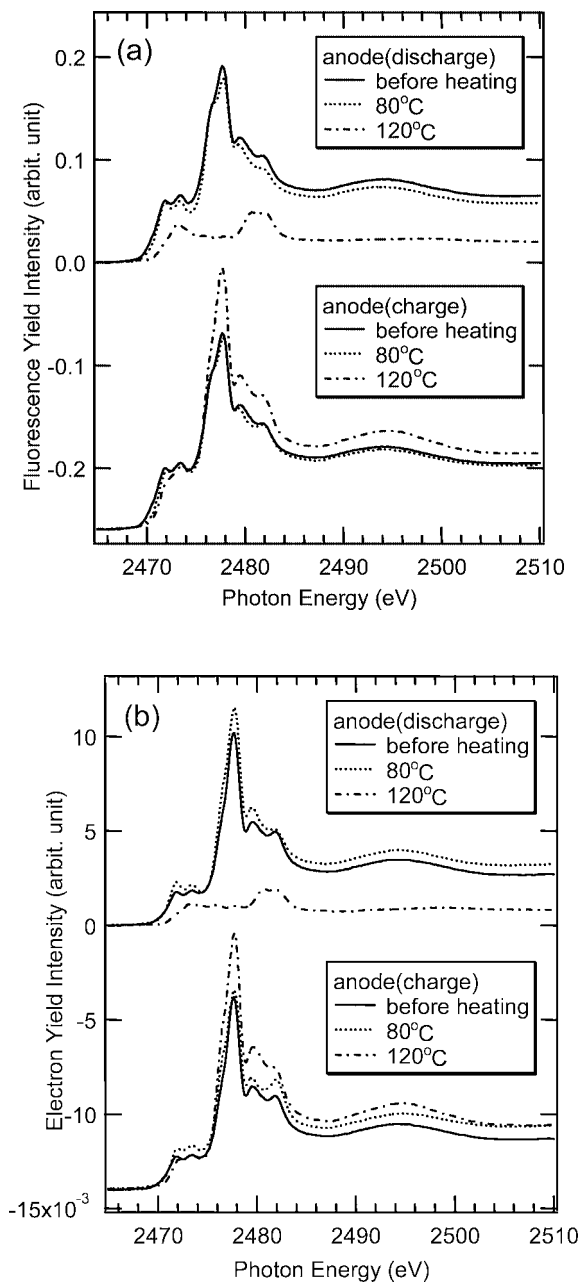 (a)
anode(discharge)
before heating
80°C
120°C
anode(charge)
before heating
80°C
120°C
0.2
0.1
0.0
-0.1
-0.2
Fluorescence Yield Intensity (arbit. unit)
2470 2480 2490 2500 2510
Photon Energy (eV)
(b)
anode(discharge)
before heating
80°C
120°C
anode(charge)
before heating
80°C
120°C
10
5
0
-5
-10
-15x10⁻³
Electron Yield Intensity (arbit. unit)
2470 2480 2490 2500 2510
Photon Energy (eV)